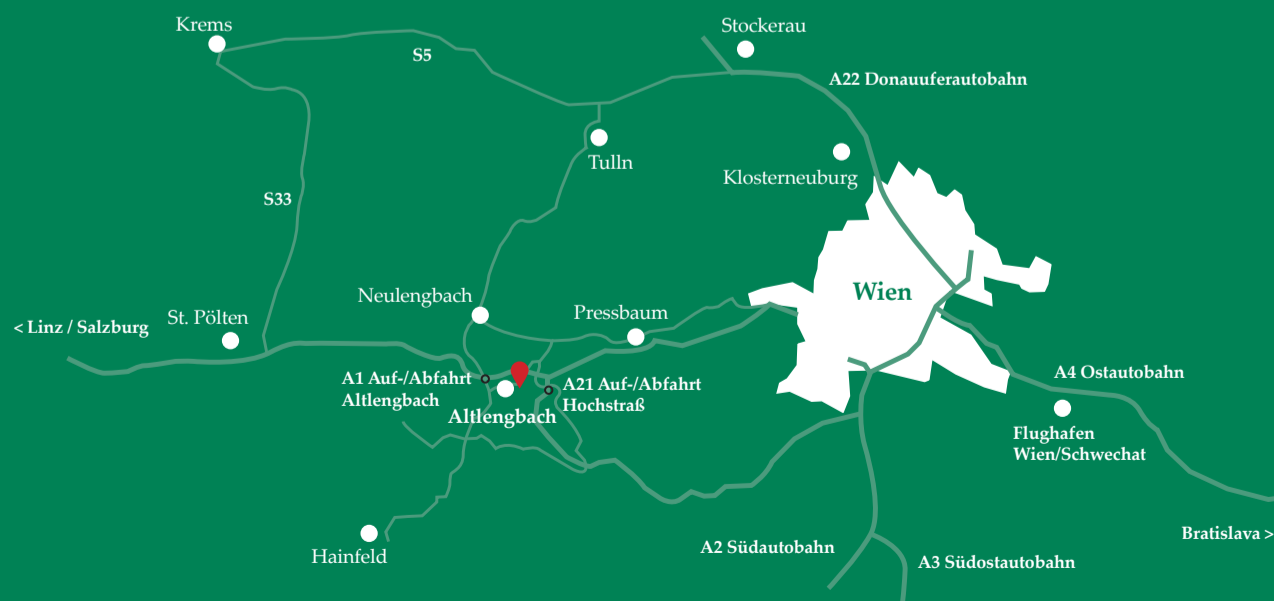 Krems
Stockerau
S5
A22 Donauuferautobahn
Tulln
Klosterneuburg
S33
Wien
Neulengbach
Pressbaum
< Linz / Salzburg
St. Pölten
A1 Auf-/Abfahrt
Altlengbach
A21 Auf-/Abfahrt
Hochstraß
Altlengbach
A4 Ostautobahn
Flughafen
Wien/Schwechat
Bratislava >
A2 Südautobahn
Hainfeld
A3 Südostautobahn